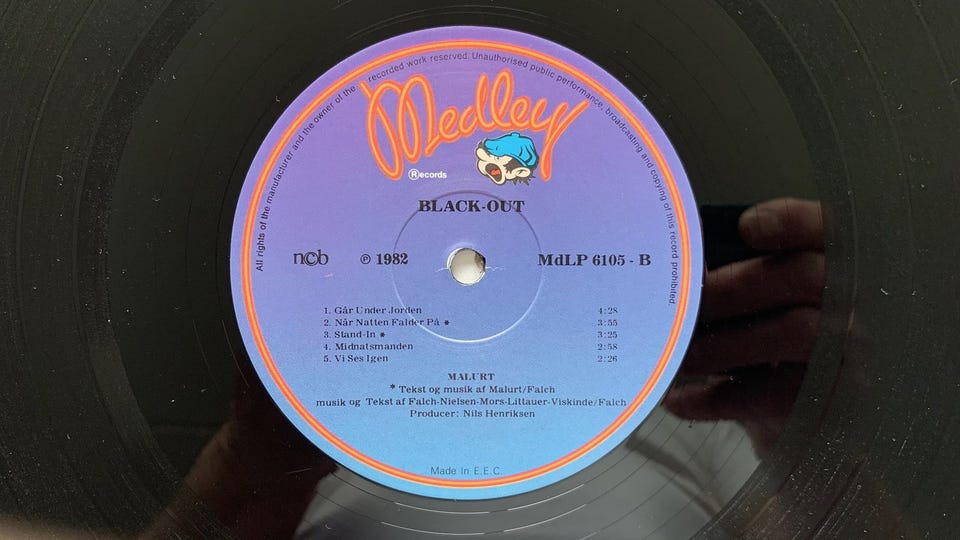 All rights of the manufacturer and the owner of the recorded work reserved. Unauthorised public performance, broadcasting and copying of this record prohibited.
Medley
Records
BLACK-OUT
ncb ℗ 1982 MdLP 6105 - B
1. Går Under Jorden 4:28
2. Når Natten Falder På * 3:55
3. Stand-In * 3:25
4. Midnatsmanden 2:58
5. Vi Ses Igen 2:26
MALURT
* Tekst og musik af Malurt/Falch
musik og Tekst af Falch-Nielsen-Mors-Littauer-Viskinde/Falch
Producer: Nils Henriksen
Made In E.E.C.